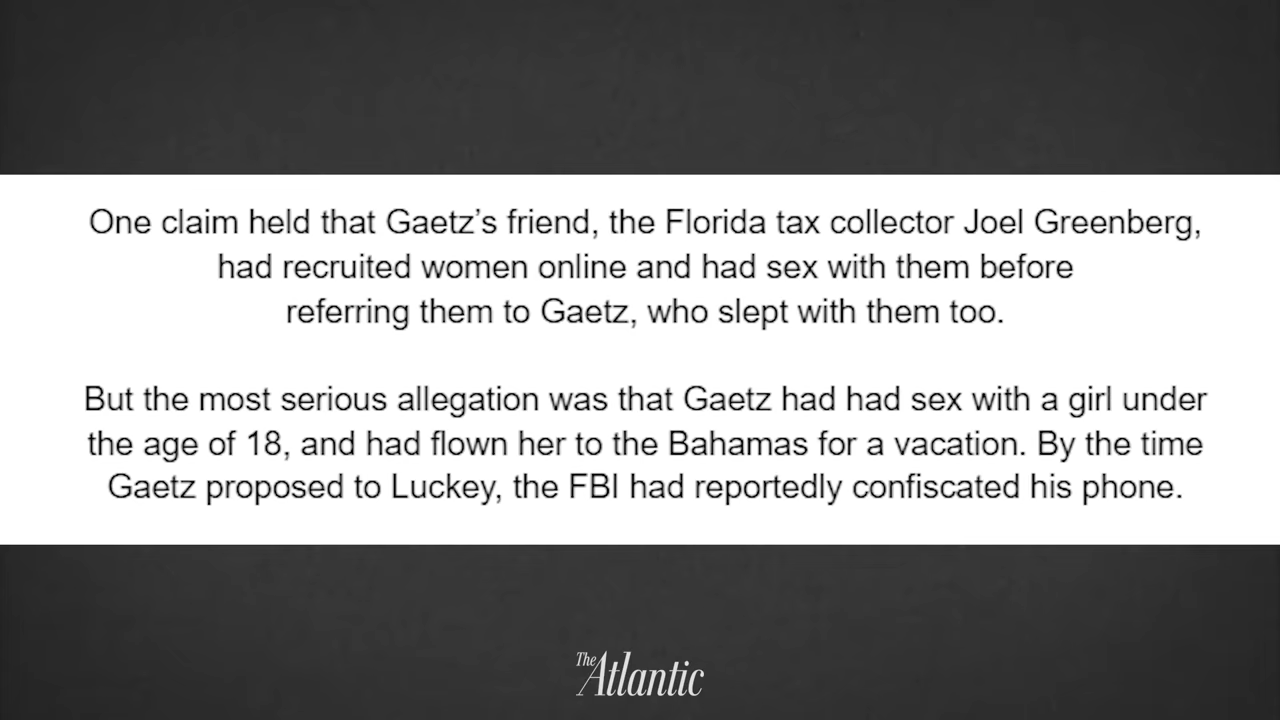 One claim held that Gaetz’s friend, the Florida tax collector Joel Greenberg,
had recruited women online and had sex with them before
referring them to Gaetz, who slept with them too.
But the most serious allegation was that Gaetz had had sex with a girl under
the age of 18, and had flown her to the Bahamas for a vacation. By the time
Gaetz proposed to Luckey, the FBI had reportedly confiscated his phone.
The Atlantic